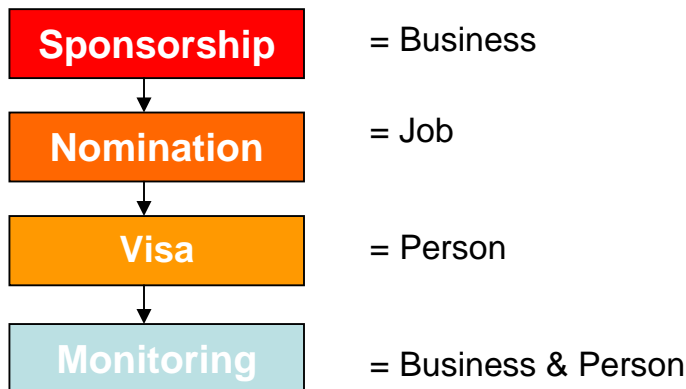 Sponsorship = Business
Nomination = Job
Visa = Person
Monitoring = Business & Person